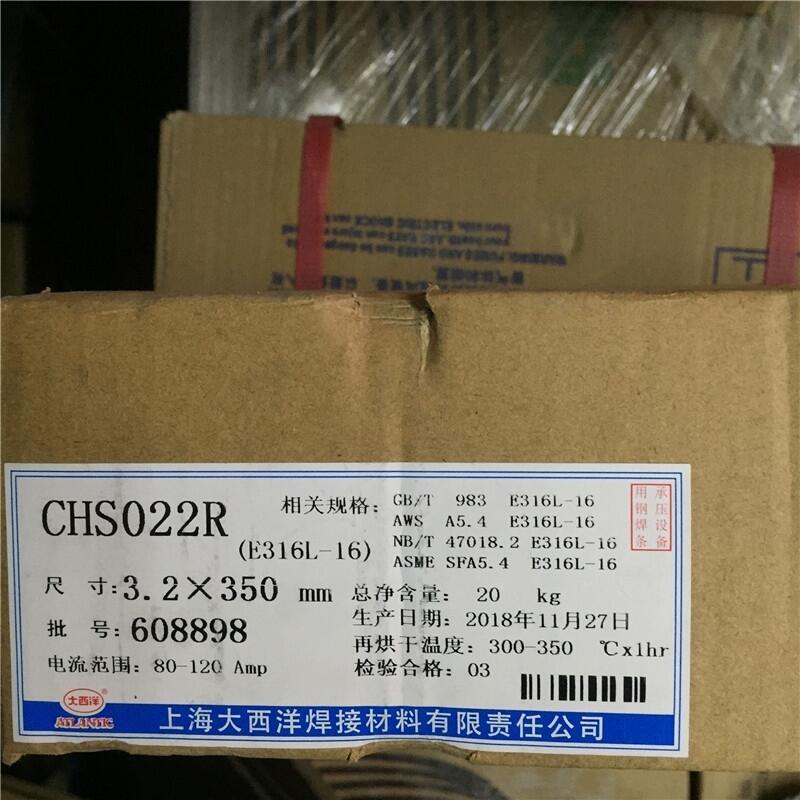 CHS022R
(E316L-16)
相关规格:
GB/T 983 E316L-16
AWS A5.4 E316L-16
NB/T 47018.2 E316L-16
ASME SFA5.4 E316L-16
承压设备
用钢焊条
尺 寸:3.2×350 mm
总净含量: 20 kg
批 号:608898
生产日期: 2018年11月27日
再烘干温度: 300-350 ℃x1hr
电流范围: 80-120 Amp
检验合格: 03
大西洋
ATLANTIC
上海大西洋焊接材料有限责任公司